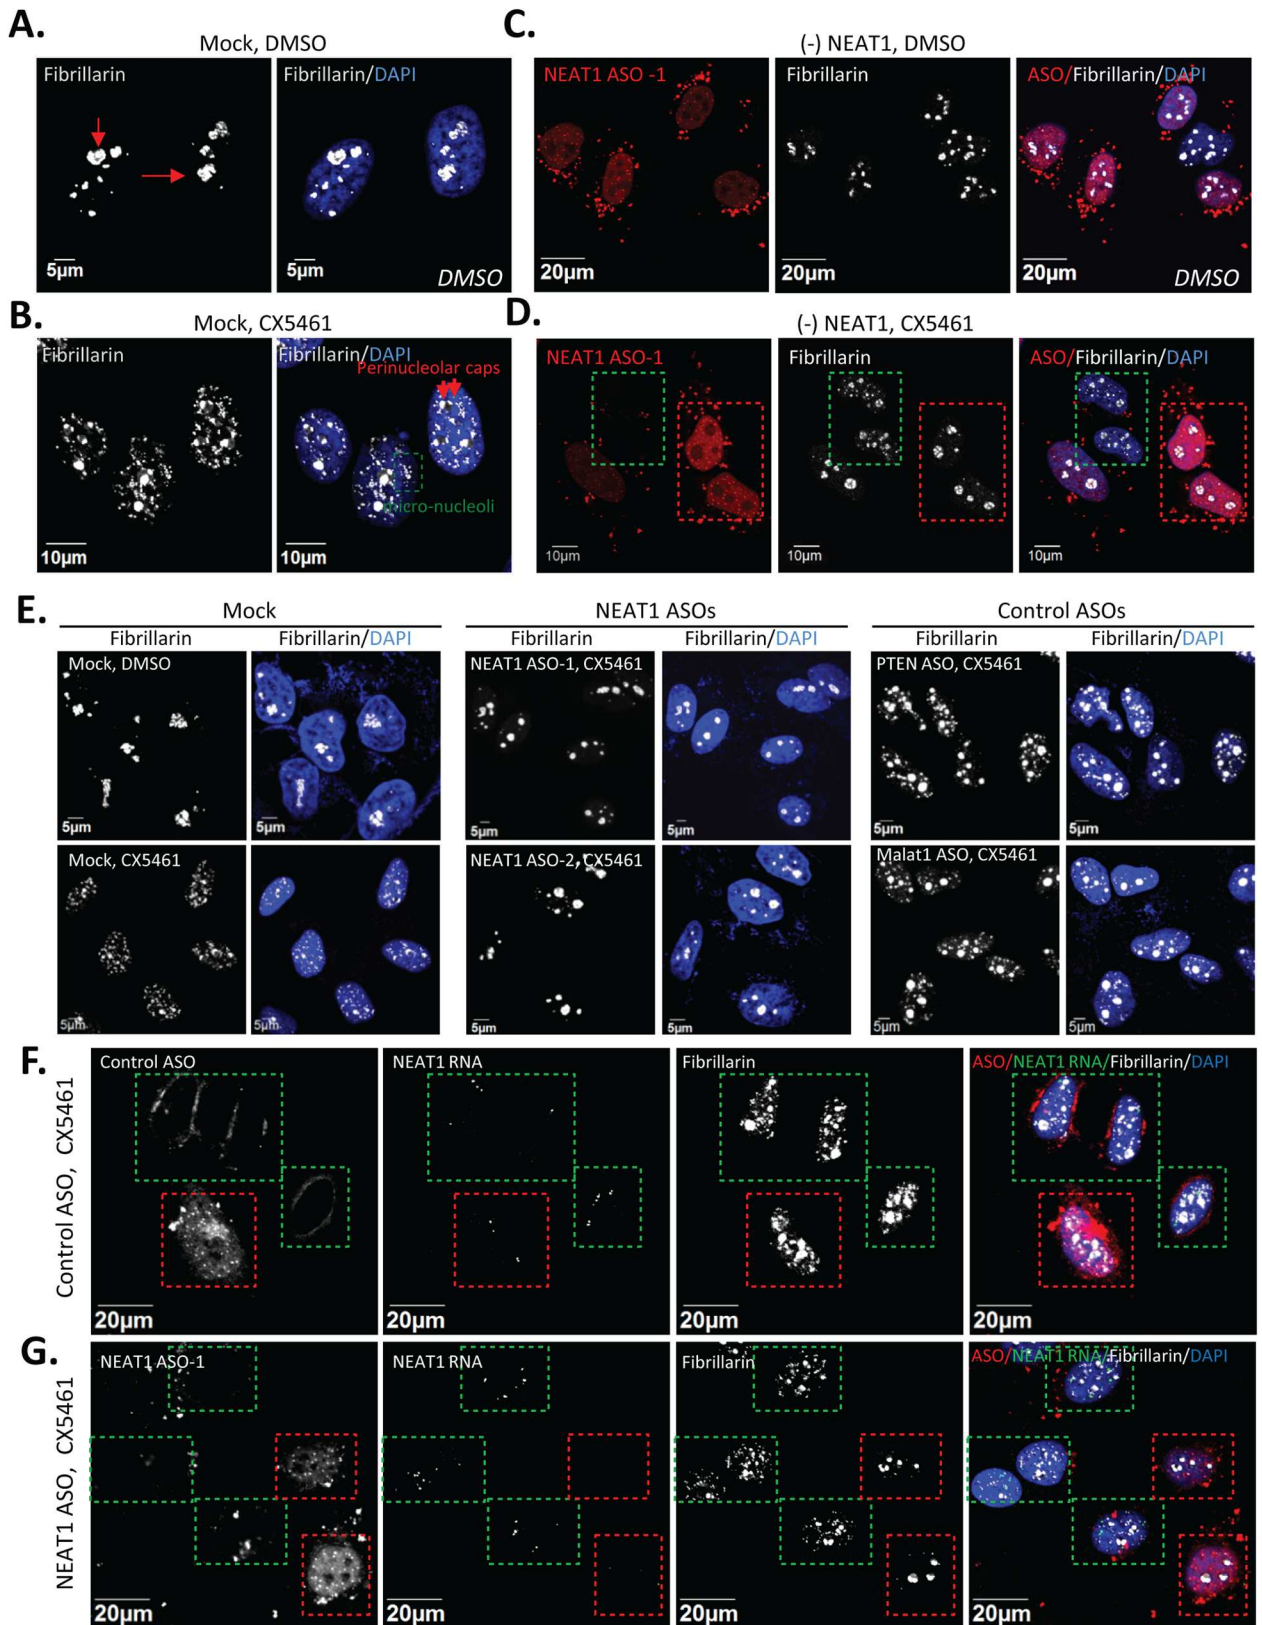 A.
Mock, DMSO
Fibrillarin
Fibrillarin/DAPI
5µm
5µm
DMSO
C.
(-) NEAT1, DMSO
NEAT1 ASO -1
Fibrillarin
ASO/Fibrillarin/DAPI
20µm
20µm
20µm
DMSO
B.
Mock, CX5461
Fibrillarin
Fibrillarin/DAPI
Perinucleolar caps
micro-nucleoli
10µm
10µm
D.
(-) NEAT1, CX5461
NEAT1 ASO-1
Fibrillarin
ASO/Fibrillarin/DAPI
10µm
10µm
10µm
E.
Mock
NEAT1 ASOs
Control ASOs
Fibrillarin
Fibrillarin/DAPI
Fibrillarin
Fibrillarin/DAPI
Fibrillarin
Fibrillarin/DAPI
Mock, DMSO
NEAT1 ASO-1, CX5461
PTEN ASO, CX5461
5µm
5µm
5µm
5µm
5µm
5µm
Mock, CX5461
NEAT1 ASO-2, CX5461
Malat1 ASO, CX5461
5µm
5µm
5µm
5µm
5µm
5µm
F.
Control ASO, CX5461
Control ASO
NEAT1 RNA
Fibrillarin
ASO/NEAT1 RNA/Fibrillarin/DAPI
20µm
20µm
20µm
20µm
G.
NEAT1 ASO, CX5461
NEAT1 ASO-1
NEAT1 RNA
Fibrillarin
ASO/NEAT1 RNA/Fibrillarin/DAPI
20µm
20µm
20µm
20µm